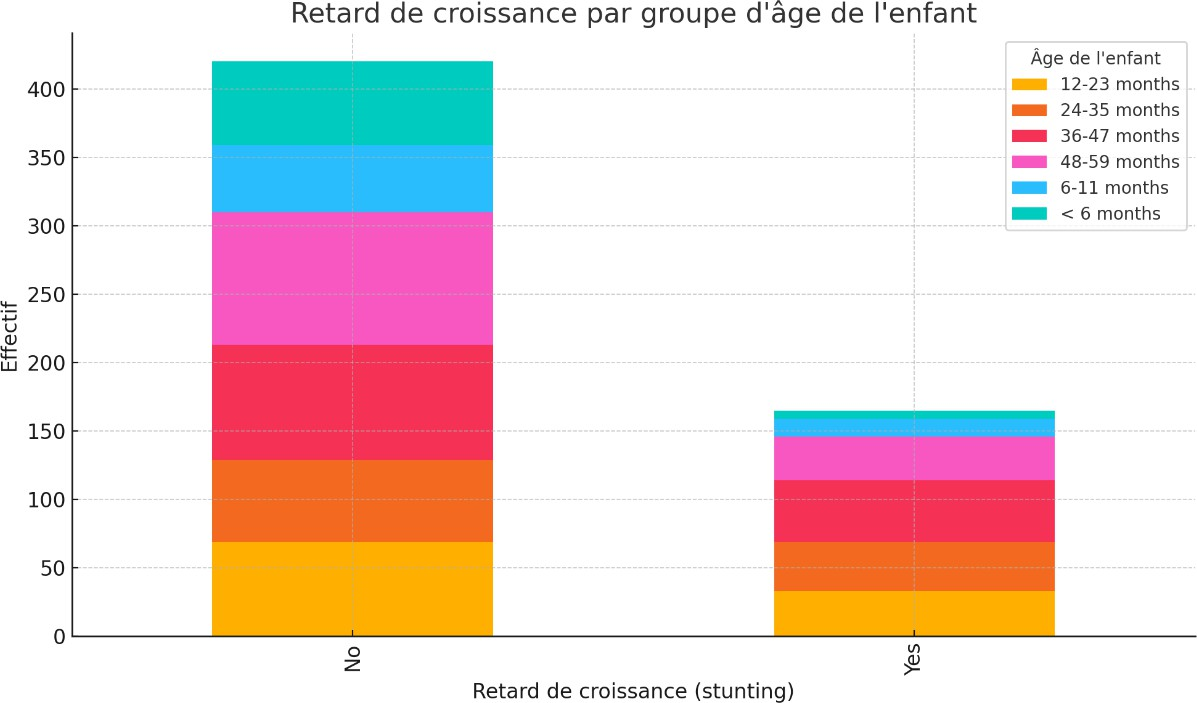 Retard de croissance par groupe d'âge de l'enfant
Âge de l'enfant
12-23 months
24-35 months
36-47 months
48-59 months
6-11 months
< 6 months
Effectif
400
350
300
250
200
150
100
50
0
No
Yes
Retard de croissance (stunting)